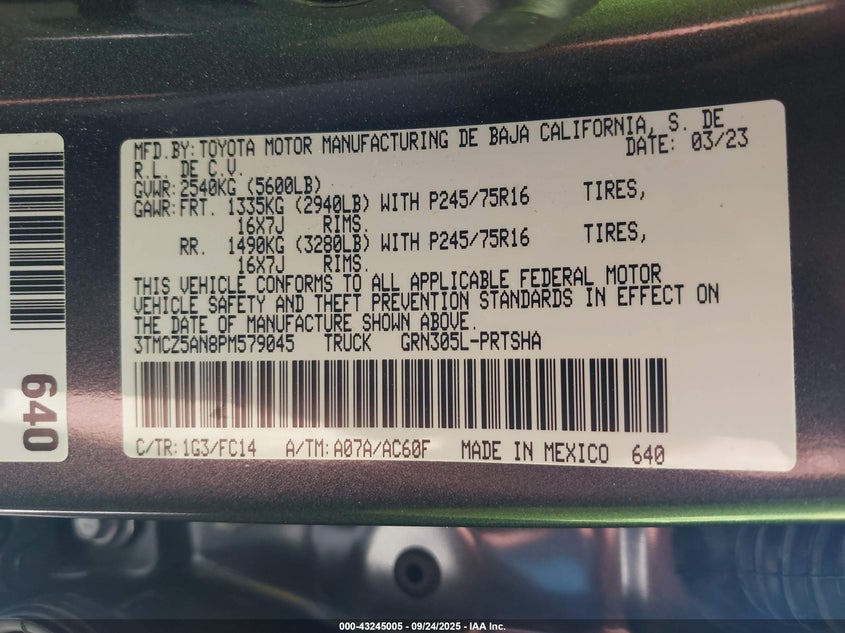 MFD.BY:TOYOTA MOTOR MANUFACTURING DE BAJA CALIFORNIA, S. DE
R.L. DE C.V. DATE: 03/23
GVWR:2540KG (5600LB)
GAWR:FRT. 1335KG (2940LB) WITH P245/75R16 TIRES,
16X7J RIMS.
RR. 1490KG (3280LB) WITH P245/75R16 TIRES,
16X7J RIMS.
THIS VEHICLE CONFORMS TO ALL APPLICABLE FEDERAL MOTOR
VEHICLE SAFETY AND THEFT PREVENTION STANDARDS IN EFFECT ON
THE DATE OF MANUFACTURE SHOWN ABOVE.
3TMCZ5AN8PM579045 TRUCK GRN305L-PRTSHA
C/TR:1G3/FC14 A/TM:A07A/AC60F MADE IN MEXICO 640
640
000-43245005 - 09/24/2025 - IAA Inc.